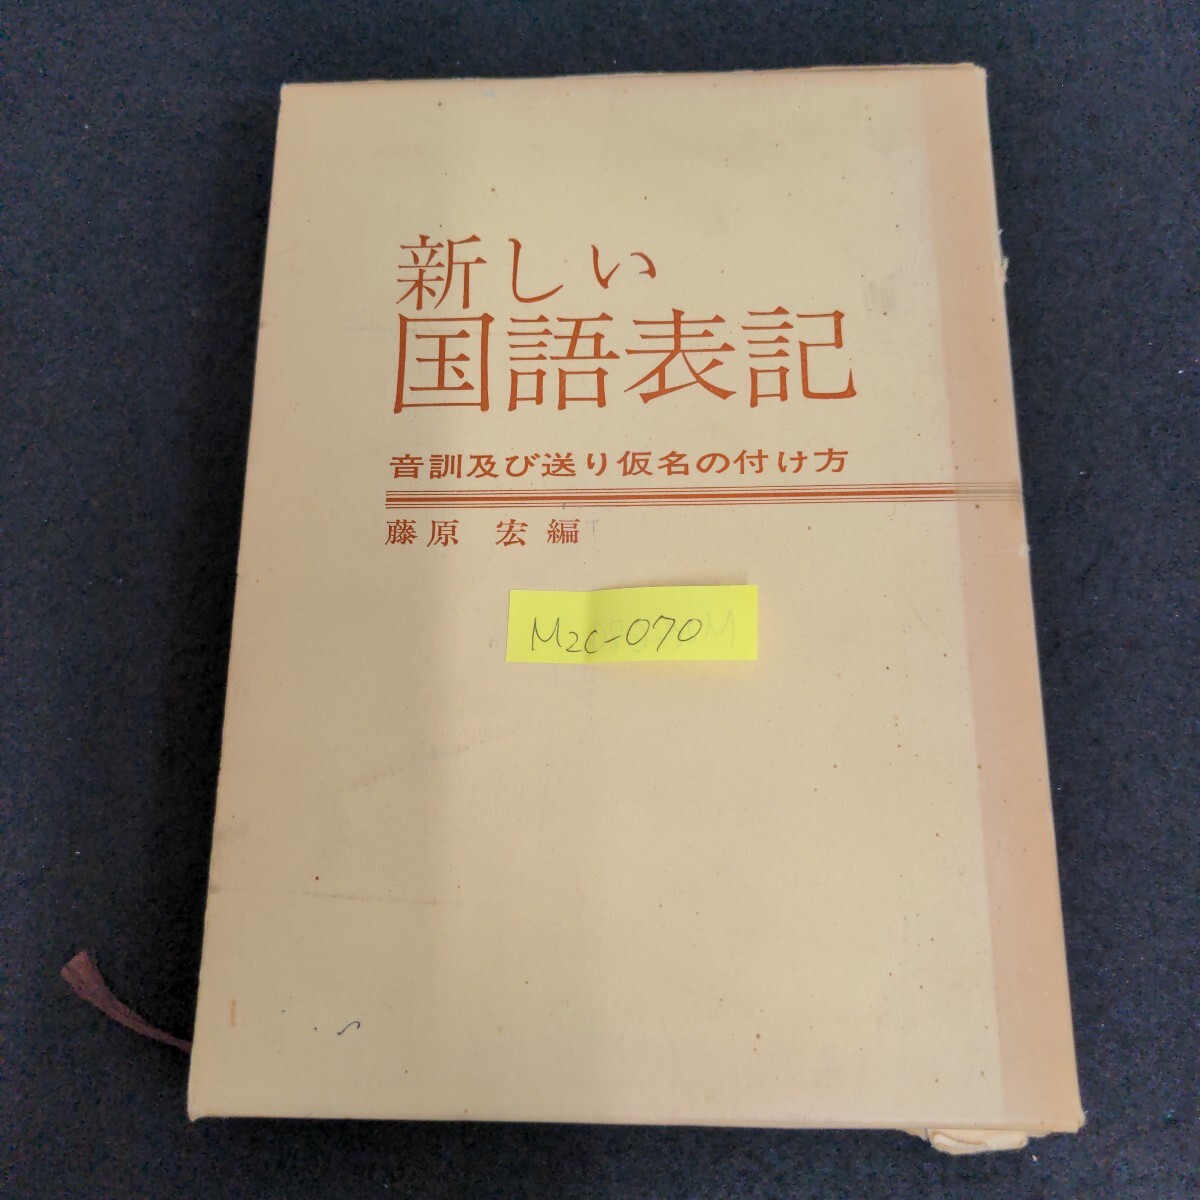 新しい
国語表記
音訓及び送り仮名の付け方
藤原 宏 編
M2C-070